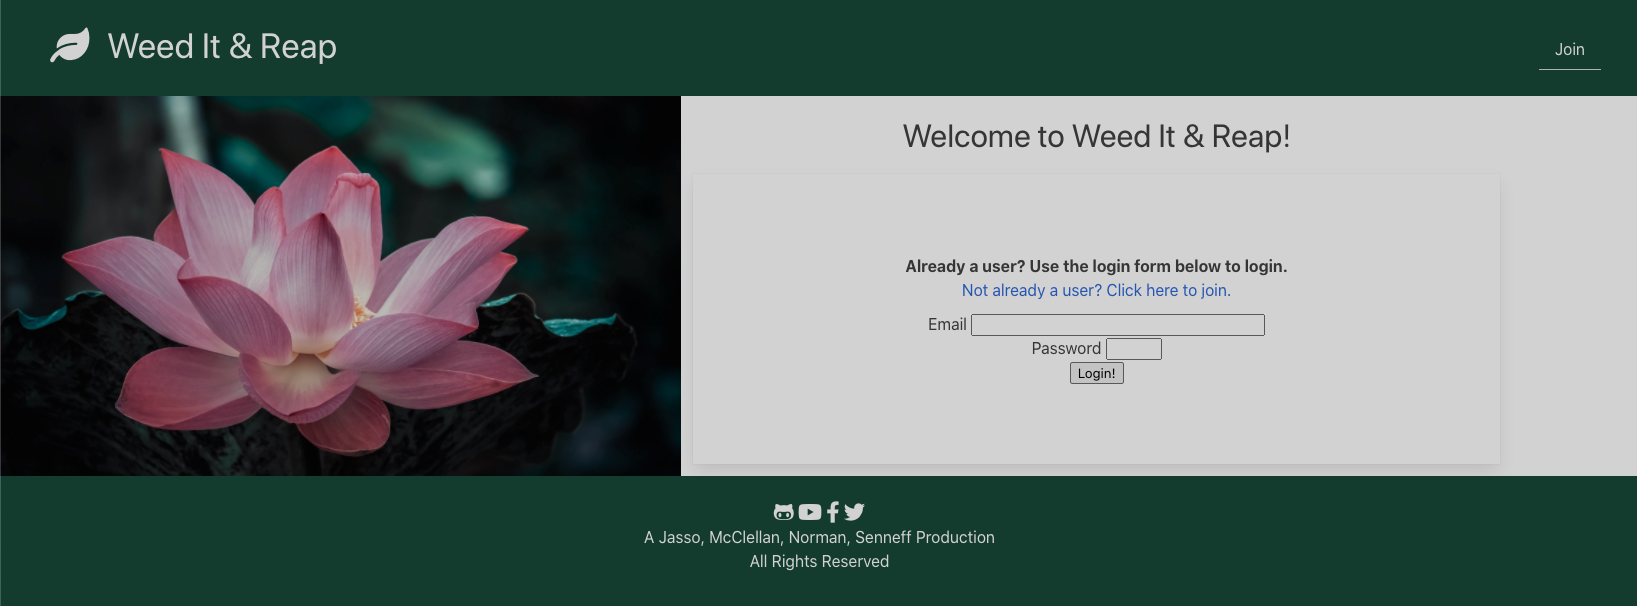 Weed It & Reap
Join
Welcome to Weed It & Reap!
Already a user? Use the login form below to login.
Not already a user? Click here to join.
Email
Password
Login!
A Jasso, McClellan, Norman, Senneff Production
All Rights Reserved